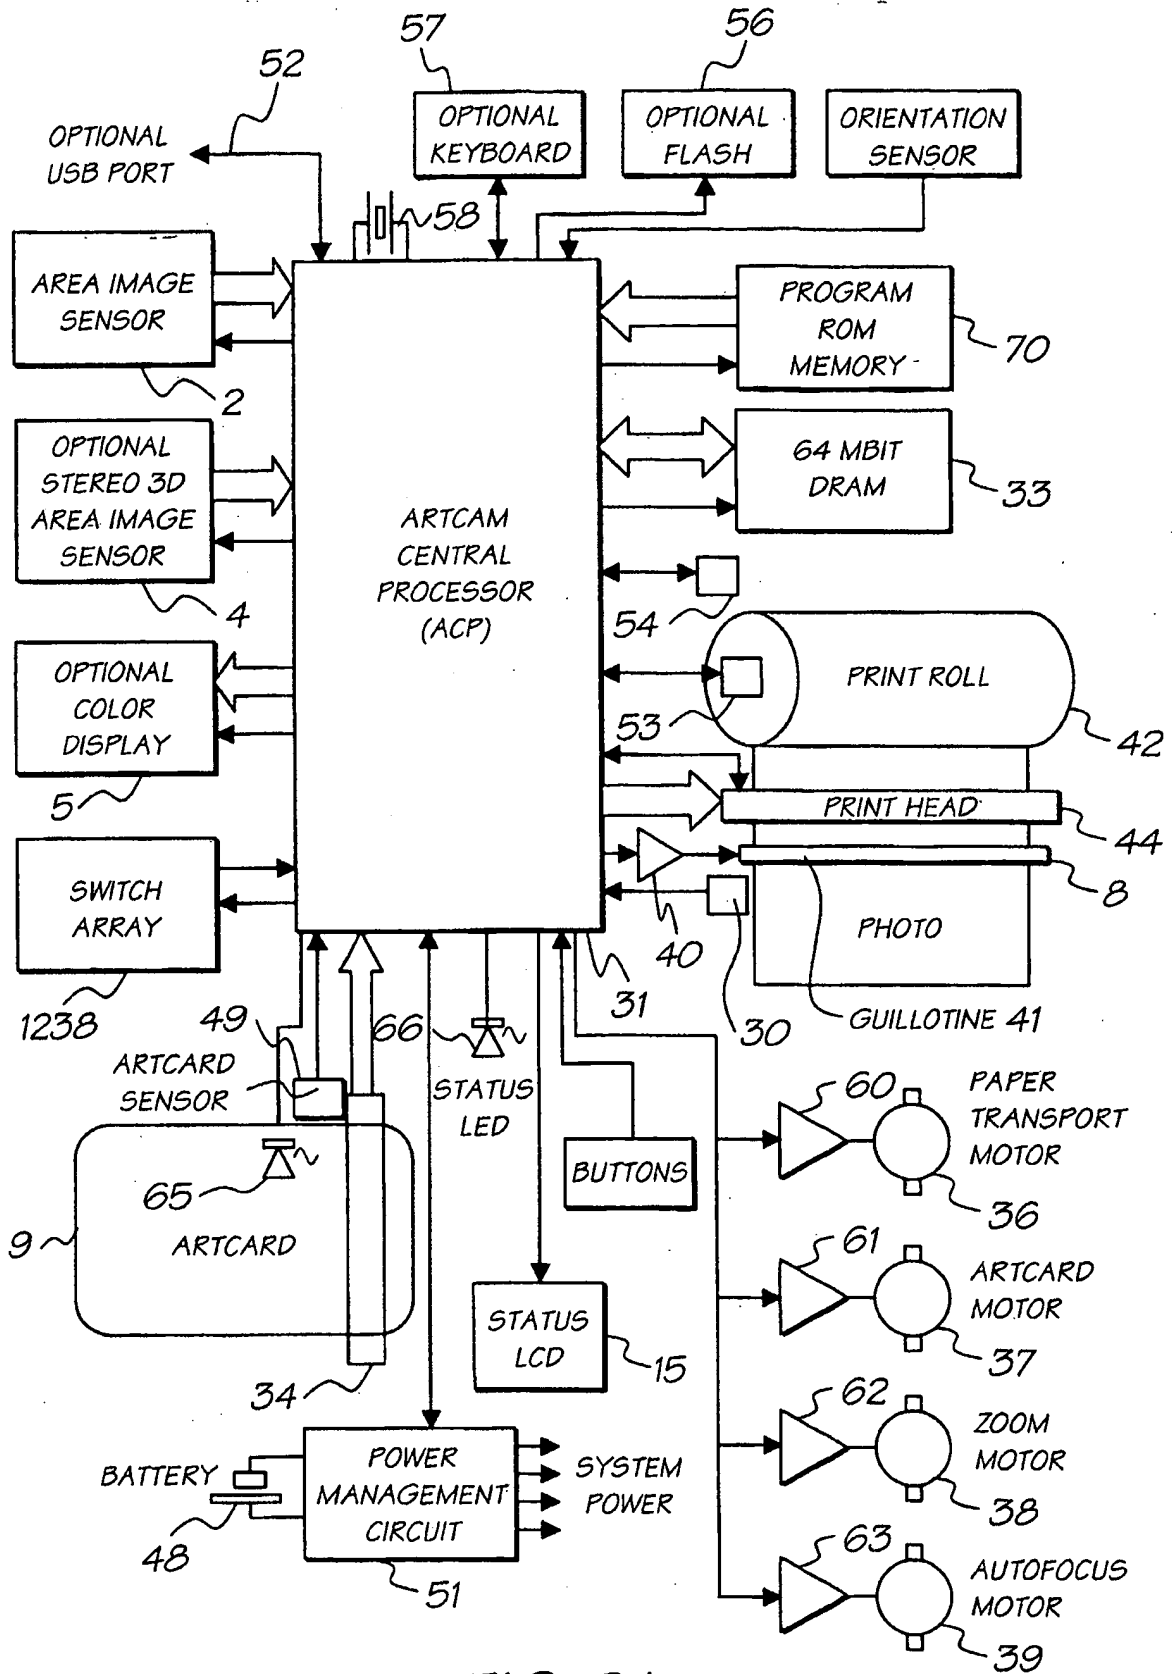 57
56
52
OPTIONAL
USB PORT
OPTIONAL
KEYBOARD
OPTIONAL
FLASH
ORIENTATION
SENSOR
58
AREA IMAGE
SENSOR
2
PROGRAM
ROM
MEMORY
70
OPTIONAL
STEREO 3D
AREA IMAGE
SENSOR
4
64 MBIT
DRAM
33
ARTCAM
CENTRAL
PROCESSOR
(ACP)
54
OPTIONAL
COLOR
DISPLAY
5
PRINT ROLL
53
42
PRINT HEAD
44
SWITCH
ARRAY
1238
8
40
PHOTO
31
30
GUILLOTINE 41
49
ARTCARD
SENSOR
66
STATUS
LED
65
9
ARTCARD
34
BUTTONS
STATUS
LCD
15
60
PAPER
TRANSPORT
MOTOR
36
61
ARTCARD
MOTOR
37
62
ZOOM
MOTOR
38
63
AUTOFOCUS
MOTOR
39
BATTERY
48
POWER
MANAGEMENT
CIRCUIT
51
SYSTEM
POWER